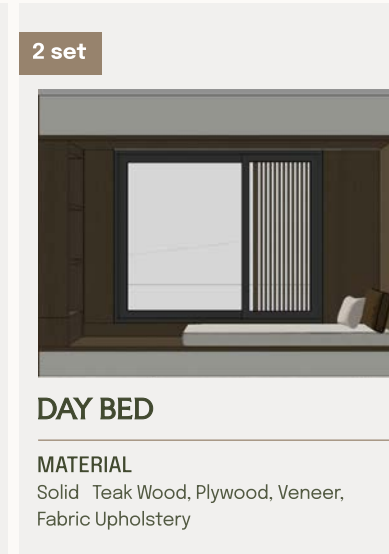 2 set
DAY BED
MATERIAL
Solid Teak Wood, Plywood, Veneer,
Fabric Upholstery